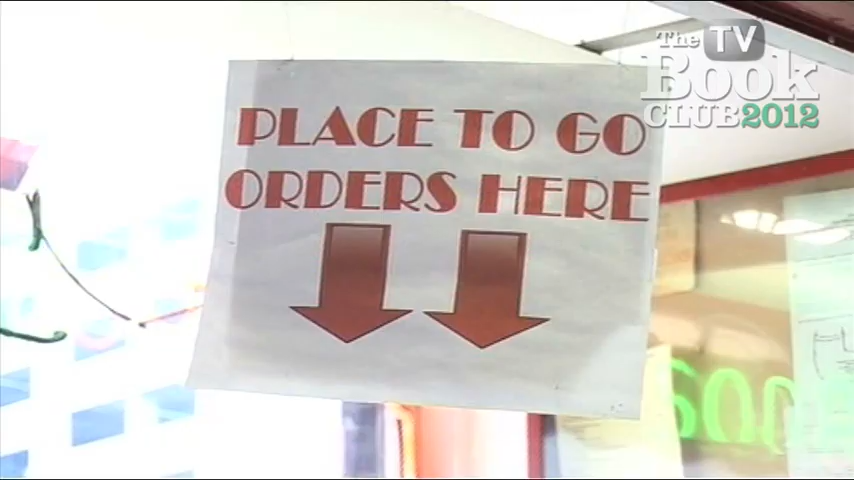 The TV
Book
CLUB2012
PLACE TO GO
ORDERS HERE